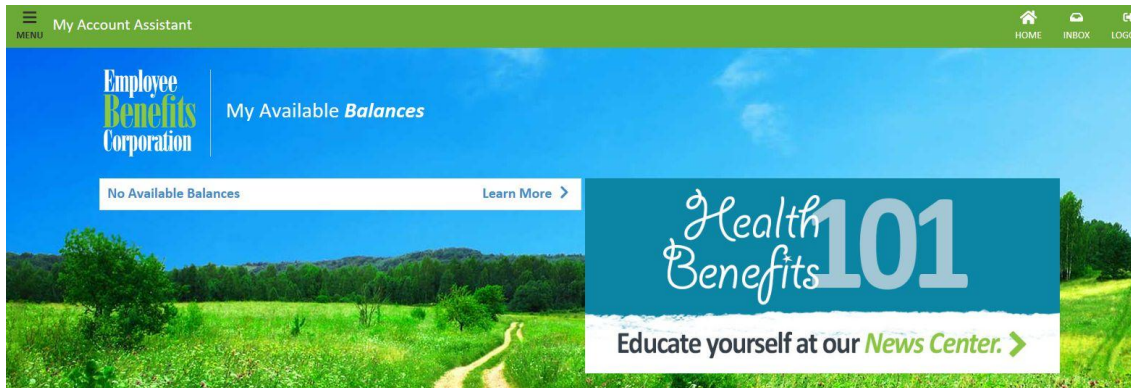 My Account Assistant
MENU
HOME
INBOX
Employee
Benefits
Corporation
My Available Balances
No Available Balances
Learn More
Health
Benefits 101
Educate yourself at our News Center.